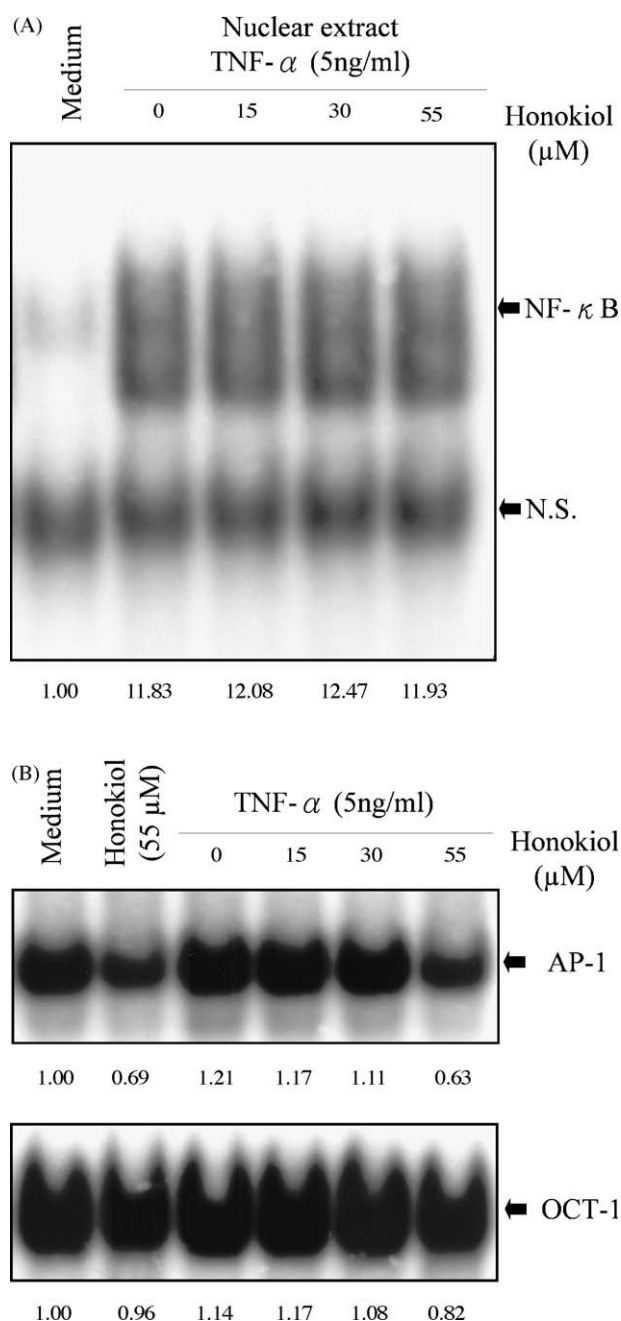 (A)
Nuclear extract
TNF-α (5ng/ml)
Medium
0 15 30 55
Honokiol
(µM)
NF-κB
N.S.
1.00 11.83 12.08 12.47 11.93
(B)
Medium
Honokiol
(55 µM)
TNF-α (5ng/ml)
0 15 30 55
Honokiol
(µM)
AP-1
1.00 0.69 1.21 1.17 1.11 0.63
OCT-1
1.00 0.96 1.14 1.17 1.08 0.82